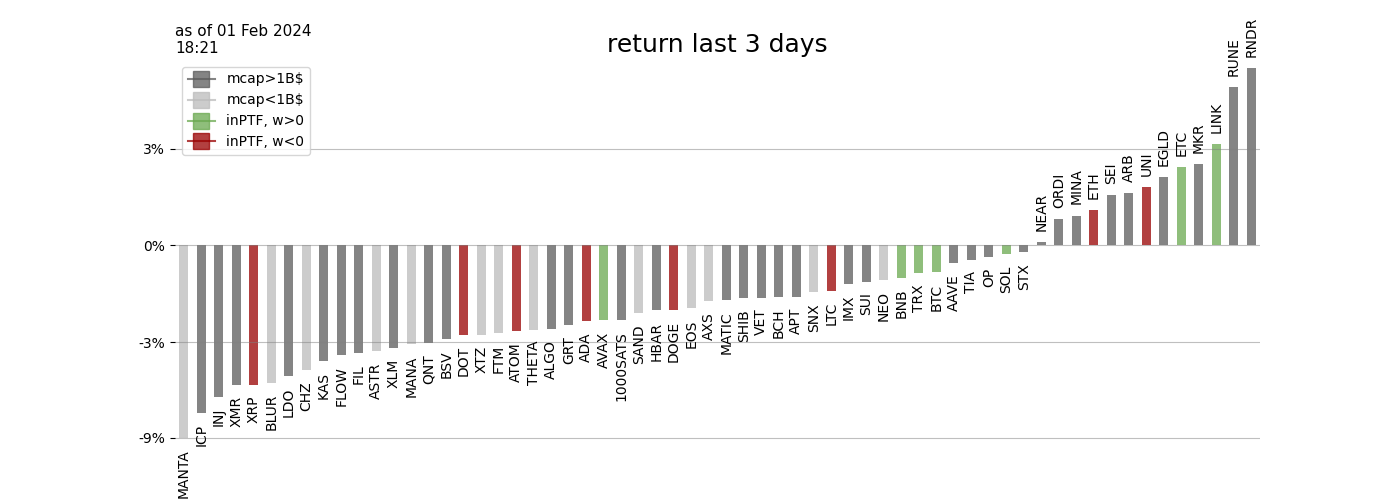 as of 01 Feb 2024
18:21
return last 3 days
mcap>1B$
mcap<1B$
inPTF, w>0
inPTF, w<0
3%
0%
-3%
-9%
MANTA
ICP
INJ
XMR
XRP
BLUR
LDO
CHZ
KAS
FLOW
FIL
ASTR
XLM
MANA
QNT
BSV
DOT
XTZ
FTM
ATOM
THETA
ALGO
GRT
ADA
AVAX
1000SATS
SAND
HBAR
DOGE
EOS
AXS
MATIC
SHIB
VET
BCH
APT
SNX
LTC
IMX
SUI
NEO
BNB
TRX
BTC
AAVE
TIA
OP
SOL
STX
NEAR
ORDI
MINA
ETH
SEI
ARB
UNI
EGLD
ETC
MKR
LINK
RUNE
RNDR